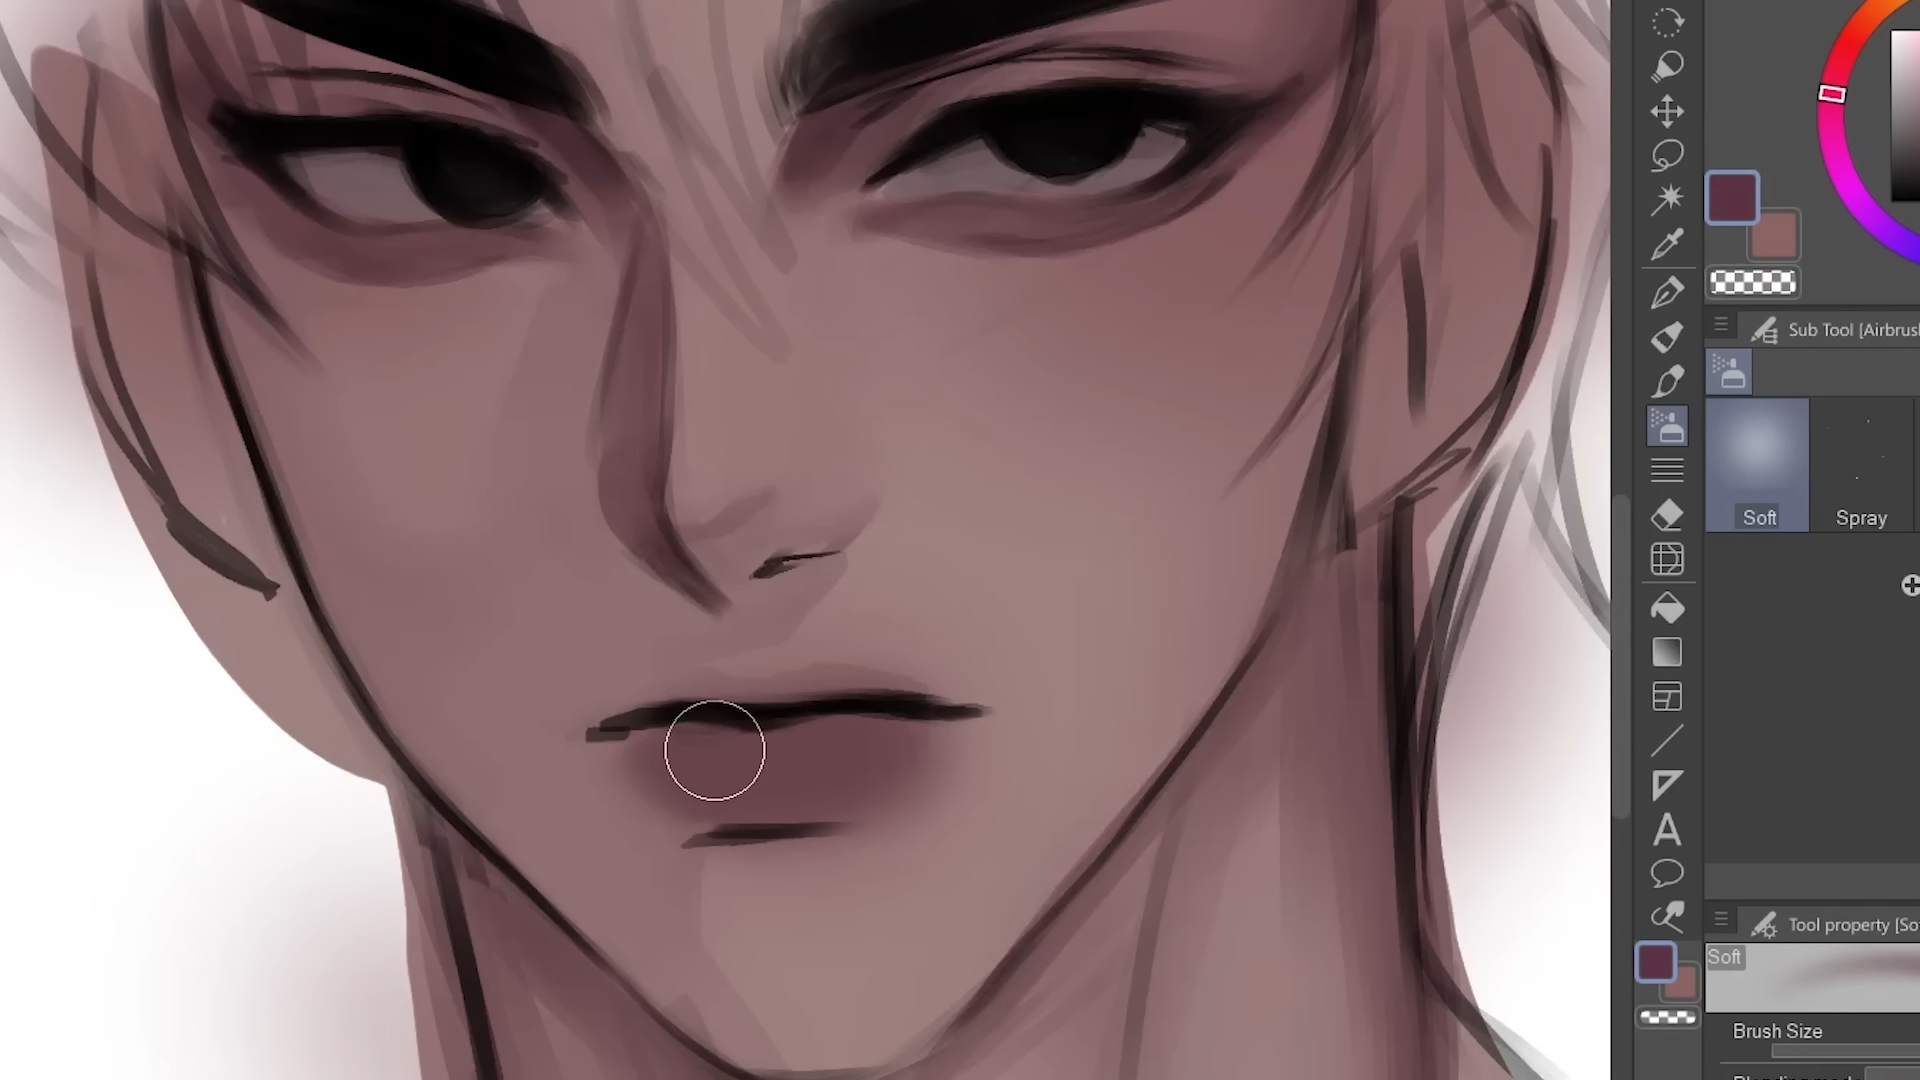 Sub Tool [Airbrus
Soft
Spray
A
Tool property [So
Soft
Brush Size